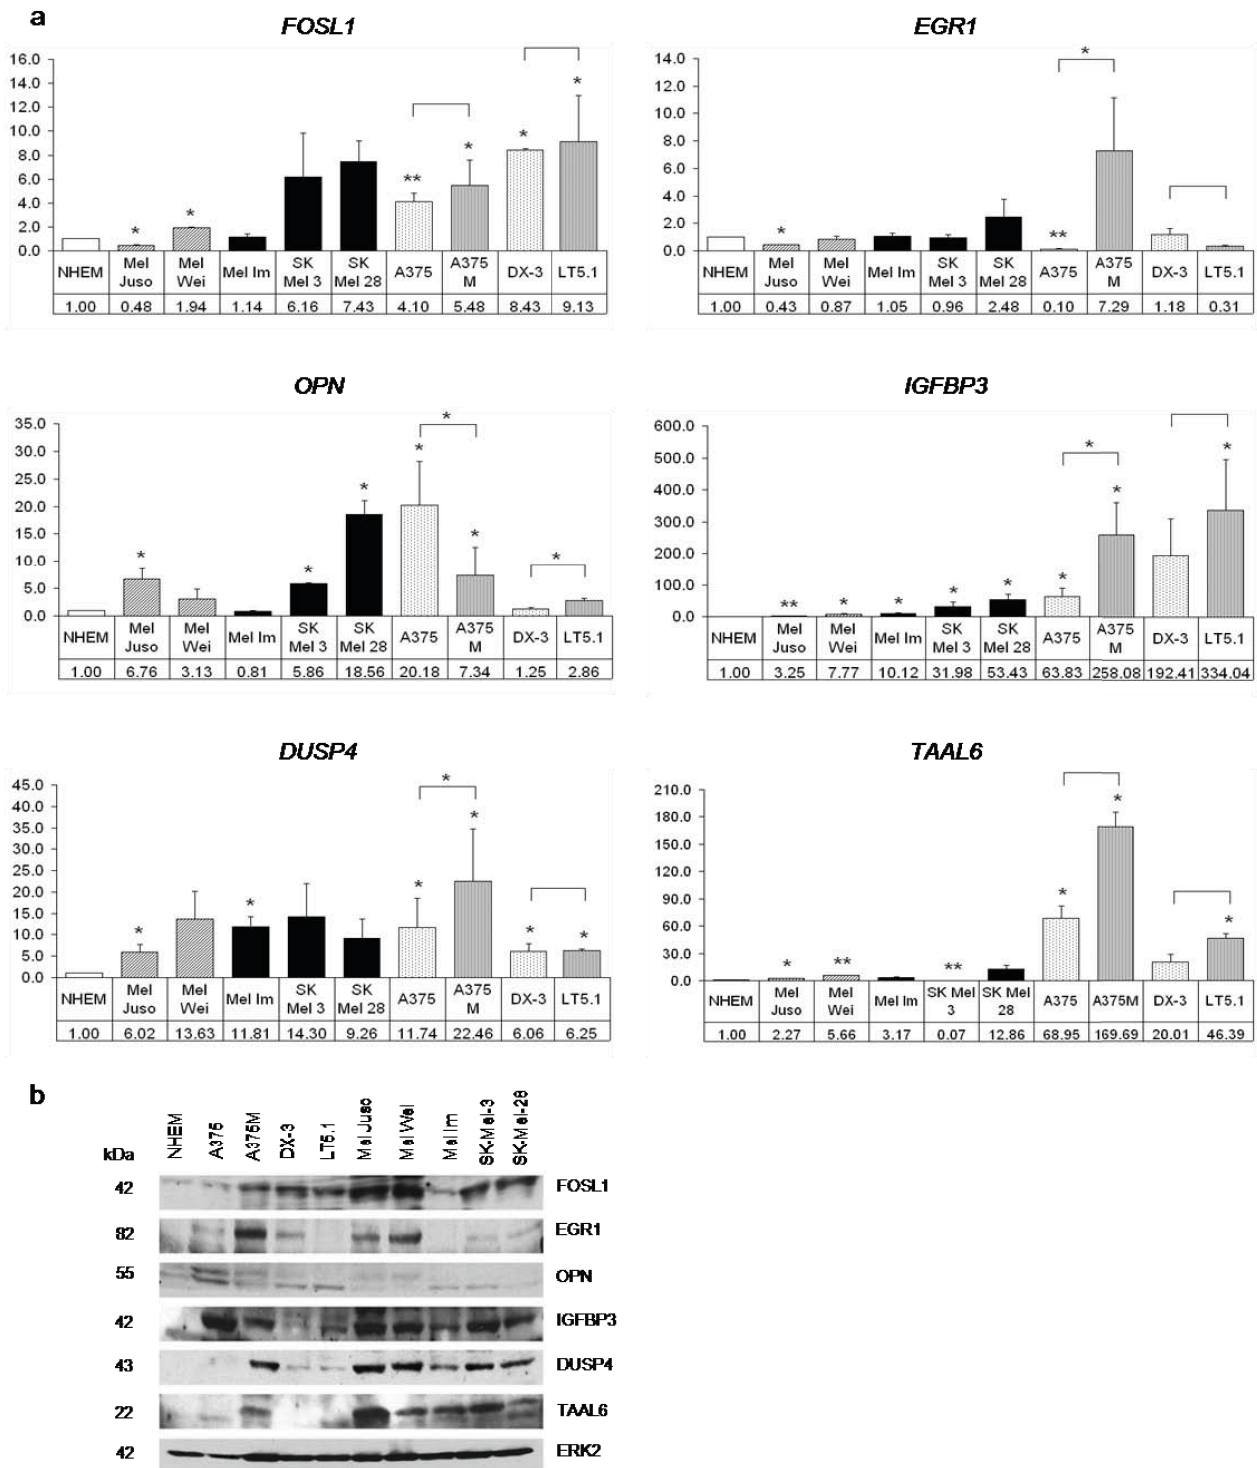 a
FOSL1
16.0
14.0
12.0
10.0
8.0
6.0
4.0
2.0
0.0
* * ** * * *
NHEM Mel Juso Mel Wei Mel Im SK Mel 3 SK Mel 28 A375 A375 M DX-3 LT5.1
1.00 0.48 1.94 1.14 6.16 7.43 4.10 5.48 8.43 9.13
EGR1
14.0
12.0
10.0
8.0
6.0
4.0
2.0
0.0
* ** *
NHEM Mel Juso Mel Wei Mel Im SK Mel 3 SK Mel 28 A375 A375 M DX-3 LT5.1
1.00 0.43 0.87 1.05 0.96 2.48 0.10 7.29 1.18 0.31
OPN
35.0
30.0
25.0
20.0
15.0
10.0
5.0
0.0
* * * * * * *
NHEM Mel Juso Mel Wei Mel Im SK Mel 3 SK Mel 28 A375 A375 M DX-3 LT5.1
1.00 6.76 3.13 0.81 5.86 18.56 20.18 7.34 1.25 2.86
IGFBP3
600.0
500.0
400.0
300.0
200.0
100.0
0.0
** * * * * * * * *
NHEM Mel Juso Mel Wei Mel Im SK Mel 3 SK Mel 28 A375 A375 M DX-3 LT5.1
1.00 3.25 7.77 10.12 31.98 53.43 63.83 258.08 192.41 334.04
DUSP4
45.0
40.0
35.0
30.0
25.0
20.0
15.0
10.0
5.0
0.0
* * * * * * *
NHEM Mel Juso Mel Wei Mel Im SK Mel 3 SK Mel 28 A375 A375 M DX-3 LT5.1
1.00 6.02 13.63 11.81 14.30 9.26 11.74 22.46 6.06 6.25
TAAL6
210.0
180.0
150.0
120.0
90.0
60.0
30.0
0.0
* ** ** * * *
NHEM Mel Juso Mel Wei Mel Im SK Mel 3 SK Mel 28 A375 A375M DX-3 LT5.1
1.00 2.27 5.66 3.17 0.07 12.86 68.95 169.69 20.01 46.39
b
kDa NHEM A375 A375M DX-3 LT5.1 Mel Juso Mel Wei Mel Im SK-Mel-3 SK-Mel-28
42 FOSL1
82 EGR1
55 OPN
42 IGFBP3
43 DUSP4
22 TAAL6
42 ERK2